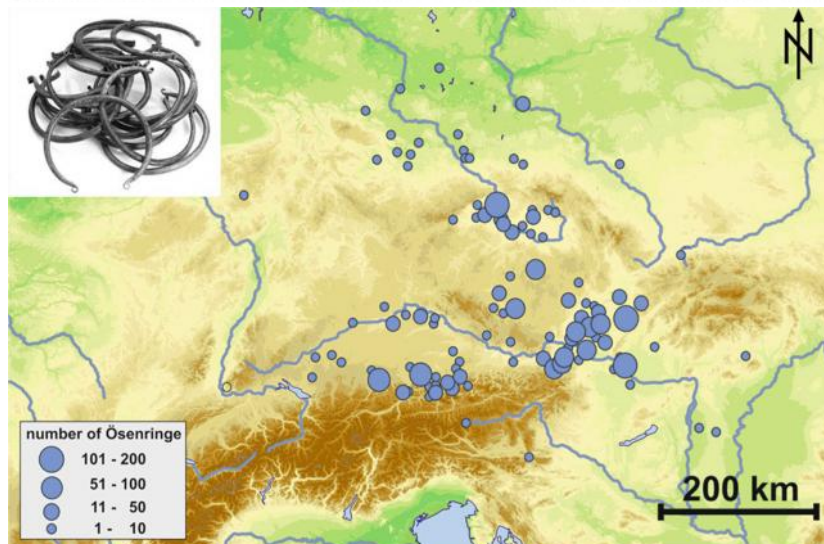 N
number of Ösenringe
101 - 200
51 - 100
11 - 50
1 - 10
200 km